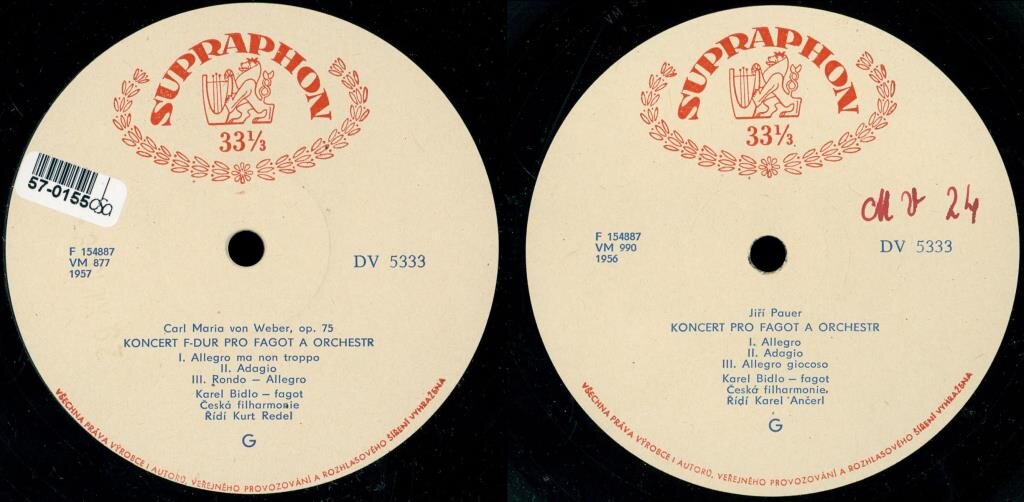 SUPRAPHON
33⅓
57-0155
F 154887
VM 877
1957
DV 5333
Carl Maria von Weber, op. 75
KONCERT F-DUR PRO FAGOT A ORCHESTR
I. Allegro ma non troppo
II. Adagio
III. Rondo — Allegro
Karel Bidlo — fagot
Česká filharmonie
Řídí Kurt Redel
G
VŠECHNA PRÁVA VÝROBCE I AUTORŮ, VEŘEJNÉHO PROVOZOVÁNÍ A ROZHLASOVÉHO ŠÍŘENÍ VYHRAŽENA
SUPRAPHON
33⅓
24
F 154887
VM 990
1956
DV 5333
Jiří Pauer
KONCERT PRO FAGOT A ORCHESTR
I. Allegro
II. Adagio
III. Allegro giocoso
Karel Bidlo — fagot
Česká filharmonie,
Řídí Karel Ančerl
G
VŠECHNA PRÁVA VÝROBCE I AUTORŮ, VEŘEJNÉHO PROVOZOVÁNÍ A ROZHLASOVÉHO ŠÍŘENÍ VYHRAŽENA